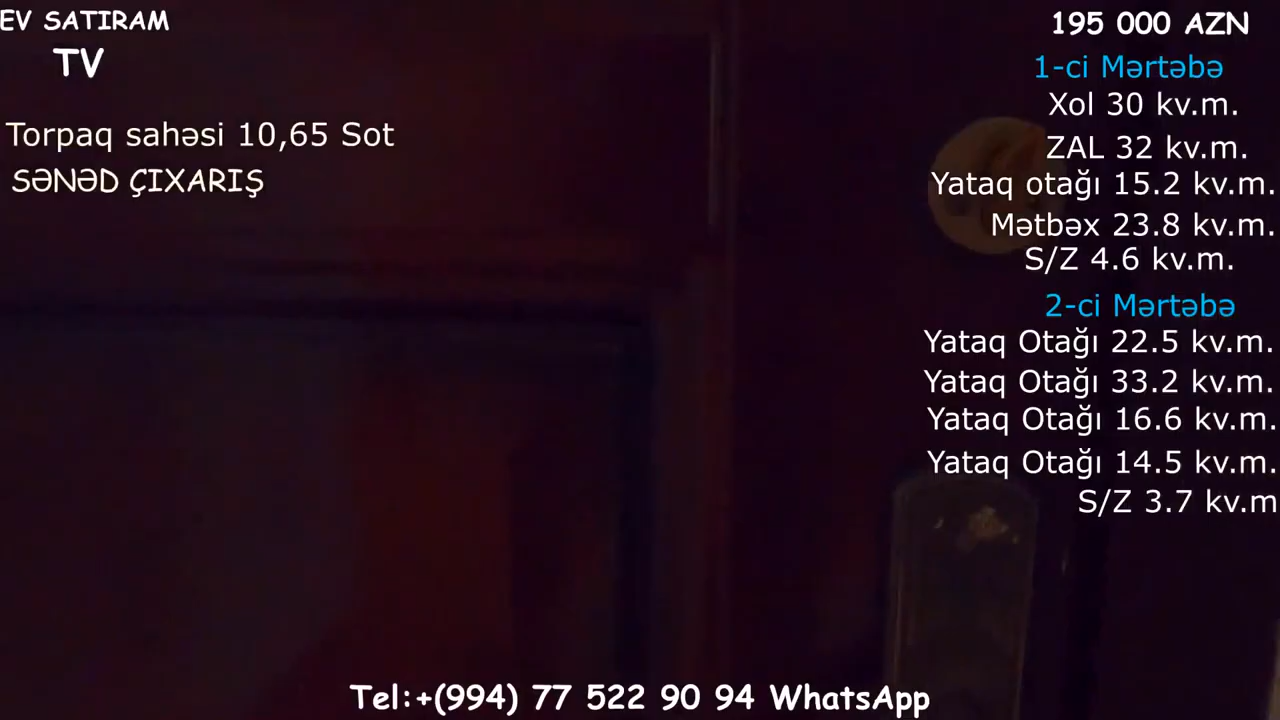 EV SATIRAM
TV
Torpaq sahəsi 10,65 Sot
SƏNƏD ÇIXARIŞ
195 000 AZN
1-ci Mərtəbə
Xol 30 kv.m.
ZAL 32 kv.m.
Yataq otağı 15.2 kv.m.
Mətbəx 23.8 kv.m.
S/Z 4.6 kv.m.
2-ci Mərtəbə
Yataq Otağı 22.5 kv.m.
Yataq Otağı 33.2 kv.m.
Yataq Otağı 16.6 kv.m.
Yataq Otağı 14.5 kv.m.
S/Z 3.7 kv.m
Tel:+(994) 77 522 90 94 WhatsApp